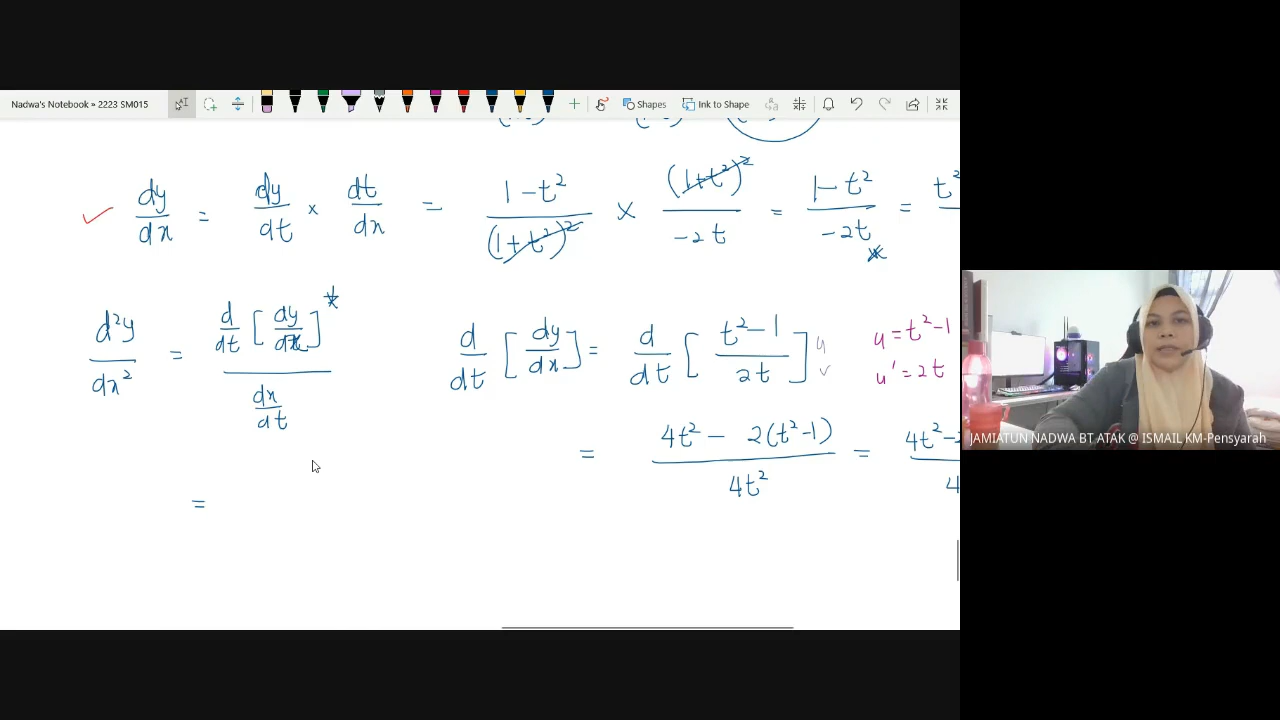 Nadwa's Notebook » 2223 SM015
Shapes Ink to Shape
dy/dx = dy/dt × dt/dx = (1-t²)/(1+t²)² × (1+t²)²/(-2t) = (1-t²)/(-2t) = t²
d²y/dx² = d/dt [dy/dx]* / (dx/dt)
d/dt [dy/dx] = d/dt [(t²-1)/(2t)] u v
u = t²-1
u' = 2t
= (4t² - 2(t²-1))/(4t²) = 4t²-2 / 4
=
JAMIATUN NADWA BT ATAK @ ISMAIL KM-Pensyarah